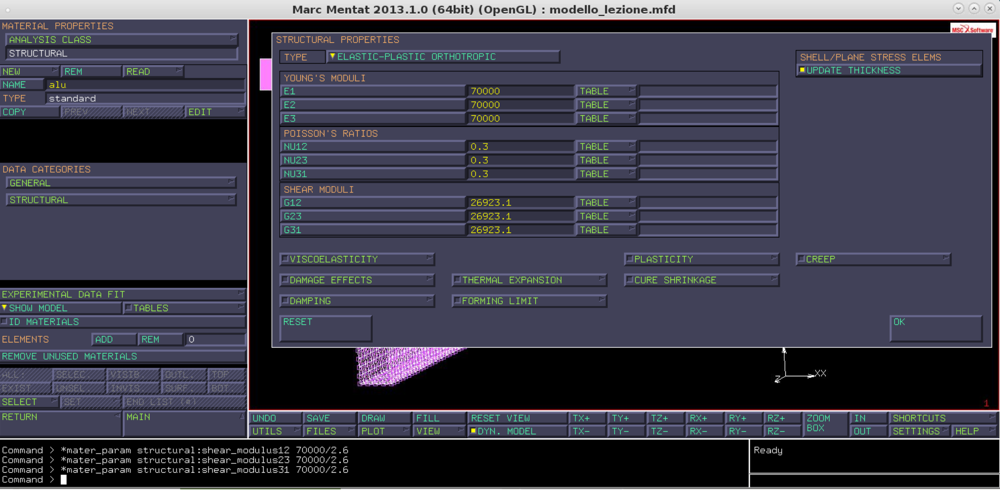 Marc Mentat 2013.1.0 (64bit) (OpenGL) : modello_lezione.mfd
MATERIAL PROPERTIES
ANALYSIS CLASS
STRUCTURAL
NEW REM READ
NAME alu
TYPE standard
COPY PREV NEXT EDIT
DATA CATEGORIES
GENERAL
STRUCTURAL
EXPERIMENTAL DATA FIT
SHOW MODEL TABLES
ID MATERIALS
ELEMENTS ADD REM 0
REMOVE UNUSED MATERIALS
ALL: SELEC. VISIB. OUTL. TOP
EXIST. UNSEL. INVIS. SURF. BOT.
SELECT SET END LIST (#)
RETURN MAIN
MSC Software
STRUCTURAL PROPERTIES
TYPE ELASTIC-PLASTIC ORTHOTROPIC
SHELL/PLANE STRESS ELEMS
UPDATE THICKNESS
YOUNG'S MODULI
E1 70000 TABLE
E2 70000 TABLE
E3 70000 TABLE
POISSON'S RATIOS
NU12 0.3 TABLE
NU23 0.3 TABLE
NU31 0.3 TABLE
SHEAR MODULI
G12 26923.1 TABLE
G23 26923.1 TABLE
G31 26923.1 TABLE
VISCOELASTICITY PLASTICITY CREEP
DAMAGE EFFECTS THERMAL EXPANSION CURE SHRINKAGE
DAMPING FORMING LIMIT
RESET OK
Z XX
1
UNDO SAVE DRAW FILL RESET VIEW TX+ TY+ TZ+ RX+ RY+ RZ+ ZOOM BOX IN SHORTCUTS
UTILS FILES PLOT VIEW DYN. MODEL TX- TY- TZ- RX- RY- RZ- OUT SETTINGS HELP
Command > *mater_param structural:shear_modulus12 70000/2.6
Command > *mater_param structural:shear_modulus23 70000/2.6
Command > *mater_param structural:shear_modulus31 70000/2.6
Command >
Ready